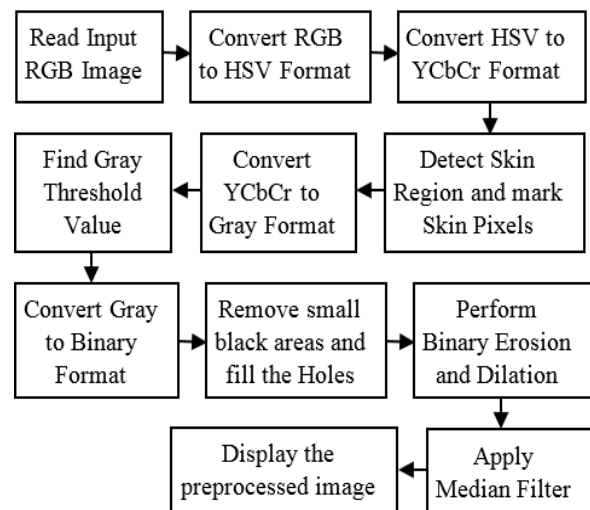 Read Input
RGB Image
Convert RGB
to HSV Format
Convert HSV to
YCbCr Format
Detect Skin
Region and mark
Skin Pixels
Convert
YCbCr to
Gray Format
Find Gray
Threshold
Value
Convert Gray
to Binary
Format
Remove small
black areas and
fill the Holes
Perform
Binary Erosion
and Dilation
Apply
Median Filter
Display the
preprocessed image